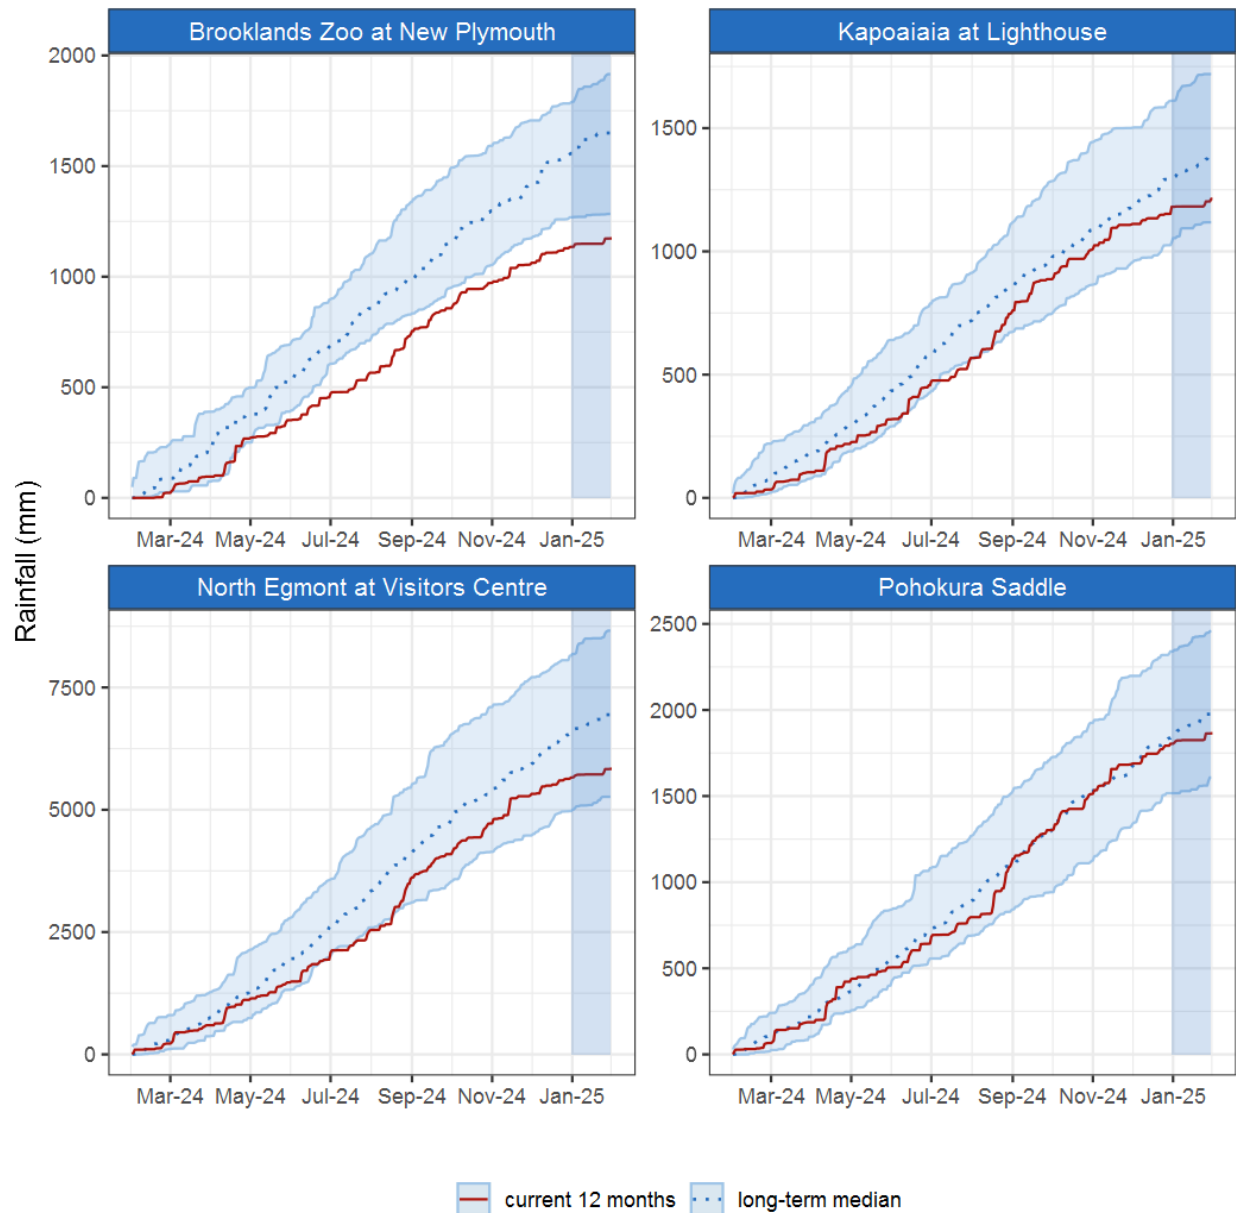 Brooklands Zoo at New Plymouth
Kapoaiaia at Lighthouse
2000
1500
1000
500
0
1500
1000
500
0
Mar-24 May-24 Jul-24 Sep-24 Nov-24 Jan-25
Mar-24 May-24 Jul-24 Sep-24 Nov-24 Jan-25
Rainfall (mm)
North Egmont at Visitors Centre
Pohokura Saddle
7500
5000
2500
0
2500
2000
1500
1000
500
0
Mar-24 May-24 Jul-24 Sep-24 Nov-24 Jan-25
Mar-24 May-24 Jul-24 Sep-24 Nov-24 Jan-25
current 12 months
long-term median